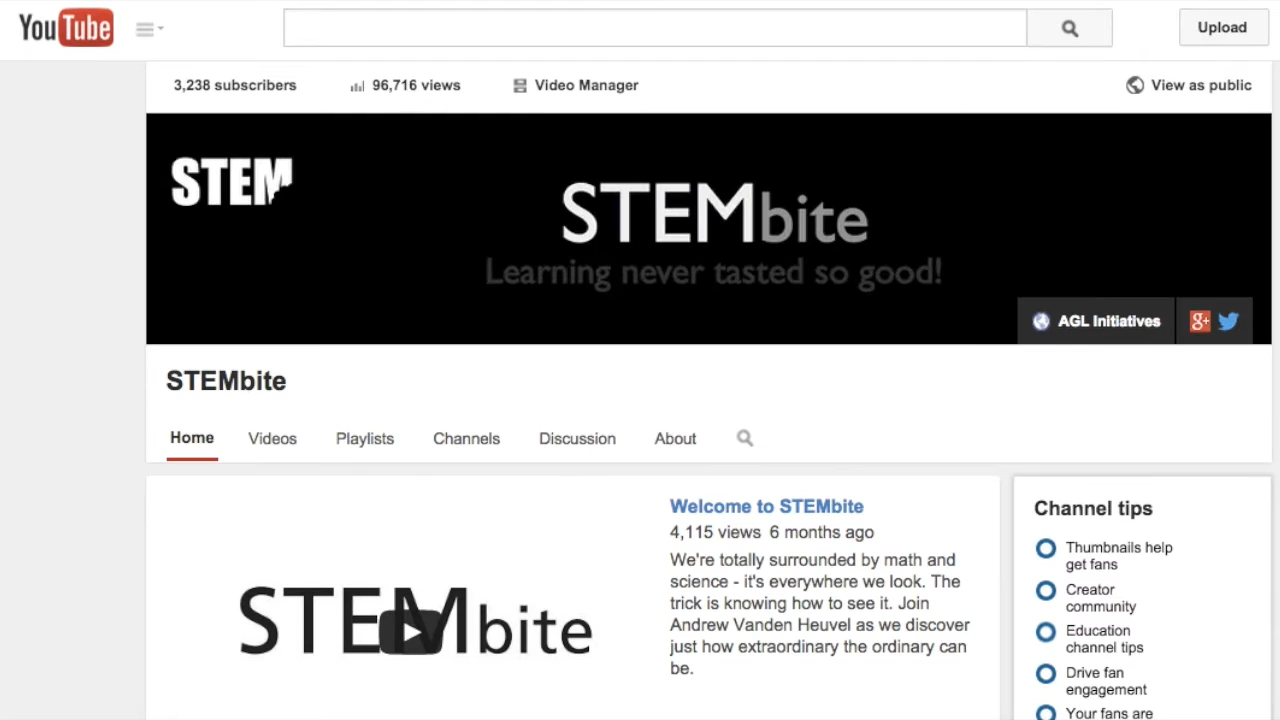 YouTube
Upload
3,238 subscribers 96,716 views Video Manager View as public
STEM
STEMbite
Learning never tasted so good!
AGL Initiatives g+
STEMbite
Home Videos Playlists Channels Discussion About
Welcome to STEMbite
4,115 views 6 months ago
We're totally surrounded by math and
science - it's everywhere we look. The
trick is knowing how to see it. Join
Andrew Vanden Heuvel as we discover
just how extraordinary the ordinary can
be.
STEMbite
Channel tips
Thumbnails help
get fans
Creator
community
Education
channel tips
Drive fan
engagement
Your fans are